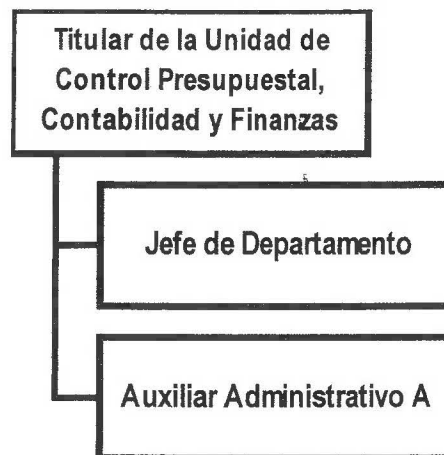 Titular de la Unidad de
Control Presupuestal,
Contabilidad y Finanzas
Jefe de Departamento
Auxiliar Administrativo A